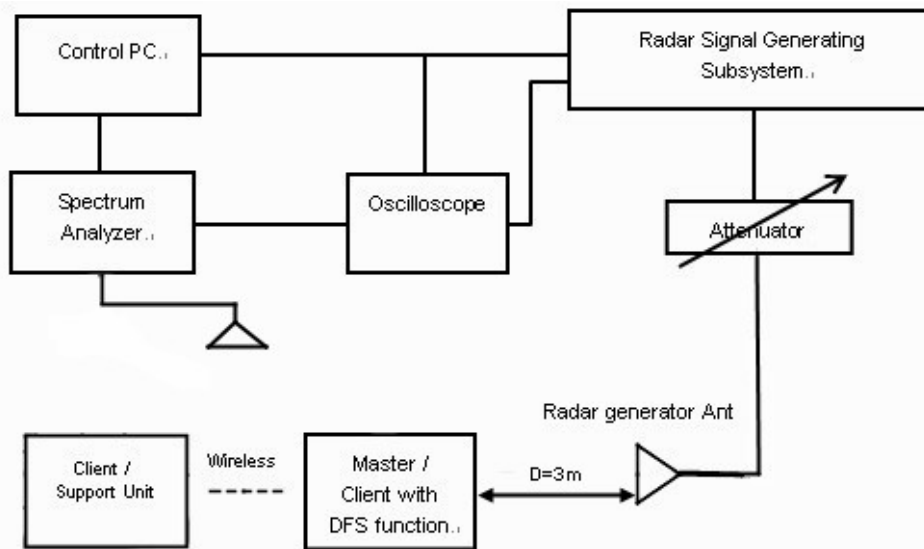 Control PC.
Radar Signal Generating
Subsystem.
Spectrum
Analyzer.
Oscilloscope
Attenuator
Radar generator Ant
Client /
Support Unit
Wireless
Master /
Client with
DFS function.
D=3m